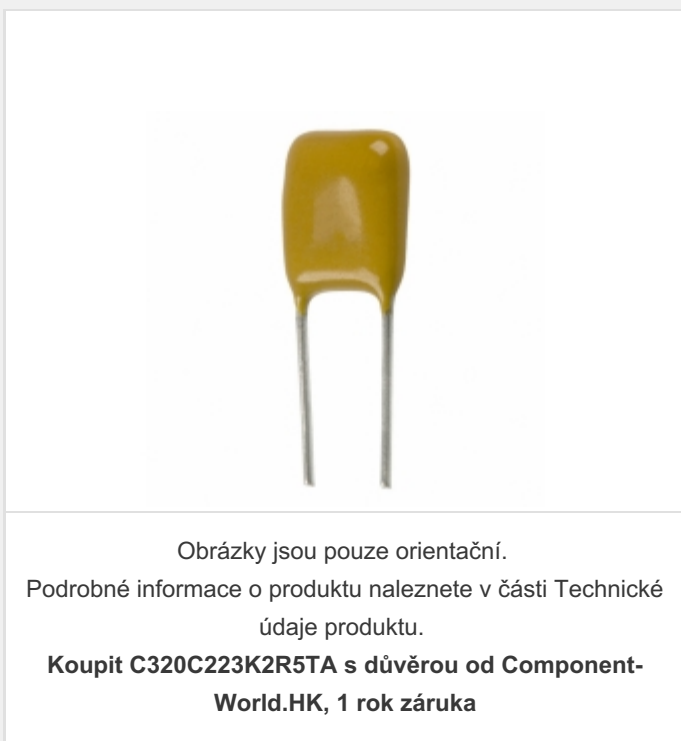 Obrázky jsou pouze orientační.
Podrobné informace o produktu naleznete v části Technické
údaje produktu.
Koupit C320C223K2R5TA s důvěrou od Component-
World.HK, 1 rok záruka